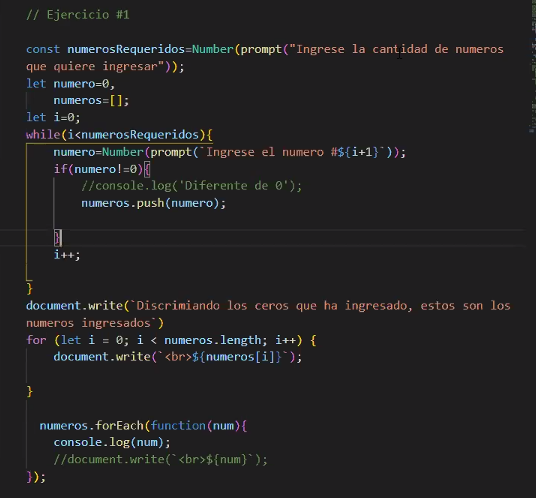 // Ejercicio #1
const numerosRequeridos=Number(prompt("Ingrese la cantidad de numeros
que quiere ingresar"));
let numero=0,
numeros=[];
let i=0;
while(i<numerosRequeridos){
numero=Number(prompt(`Ingrese el numero #${i+1}`));
if(numero!=0){
//console.log('Diferente de 0');
numeros.push(numero);
}
i++;
}
document.write(`Discrimiando los ceros que ha ingresado, estos son los
numeros ingresados`)
for (let i = 0; i < numeros.length; i++) {
document.write(`<br>${numeros[i]}`);
}
numeros.forEach(function(num){
console.log(num);
//document.write(`<br>${num}`);
});